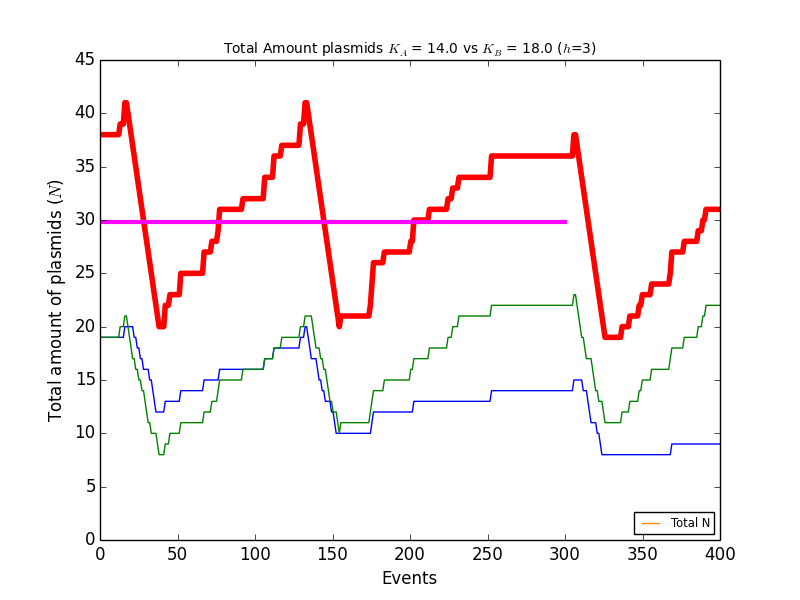 Total Amount plasmids K_A = 14.0 vs K_B = 18.0 (h=3)
45
40
35
30
25
20
15
10
5
0
Total amount of plasmids (N)
Total N
0 50 100 150 200 250 300 350 400
Events